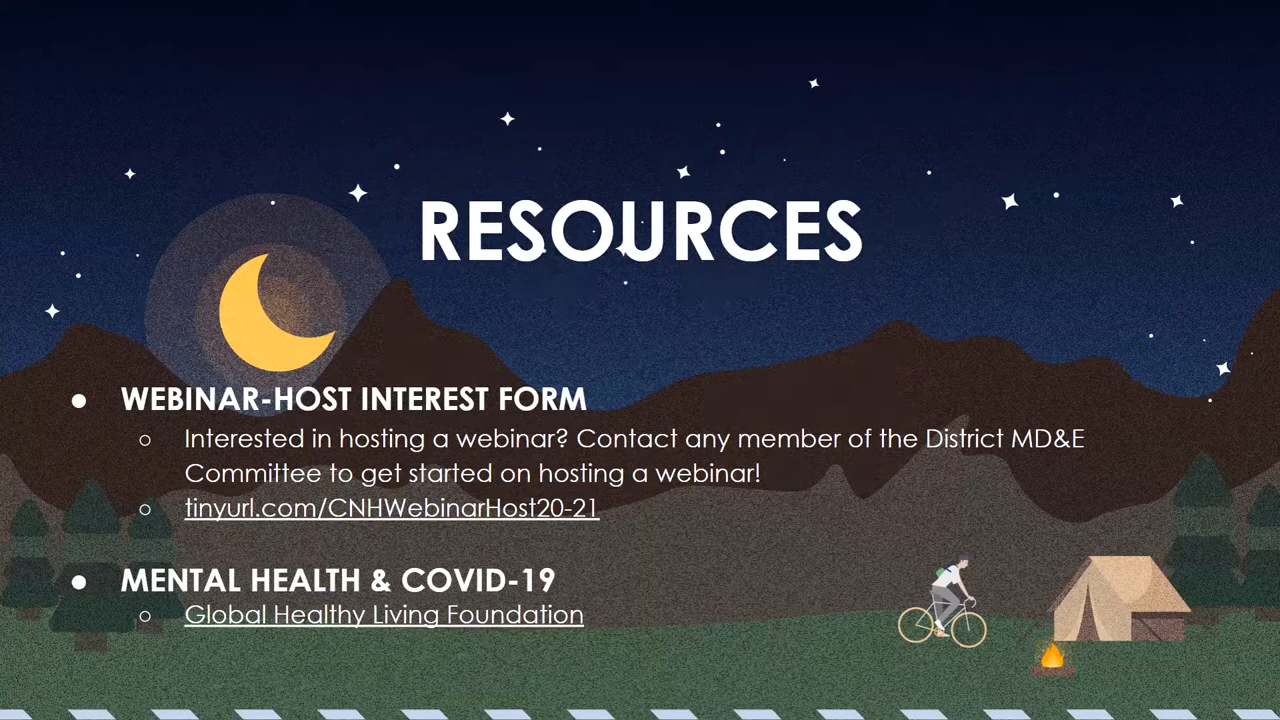 RESOURCES
● WEBINAR-HOST INTEREST FORM
○ Interested in hosting a webinar? Contact any member of the District MD&E
Committee to get started on hosting a webinar!
○ tinyurl.com/CNHWebinarHost20-21
● MENTAL HEALTH & COVID-19
○ Global Healthy Living Foundation